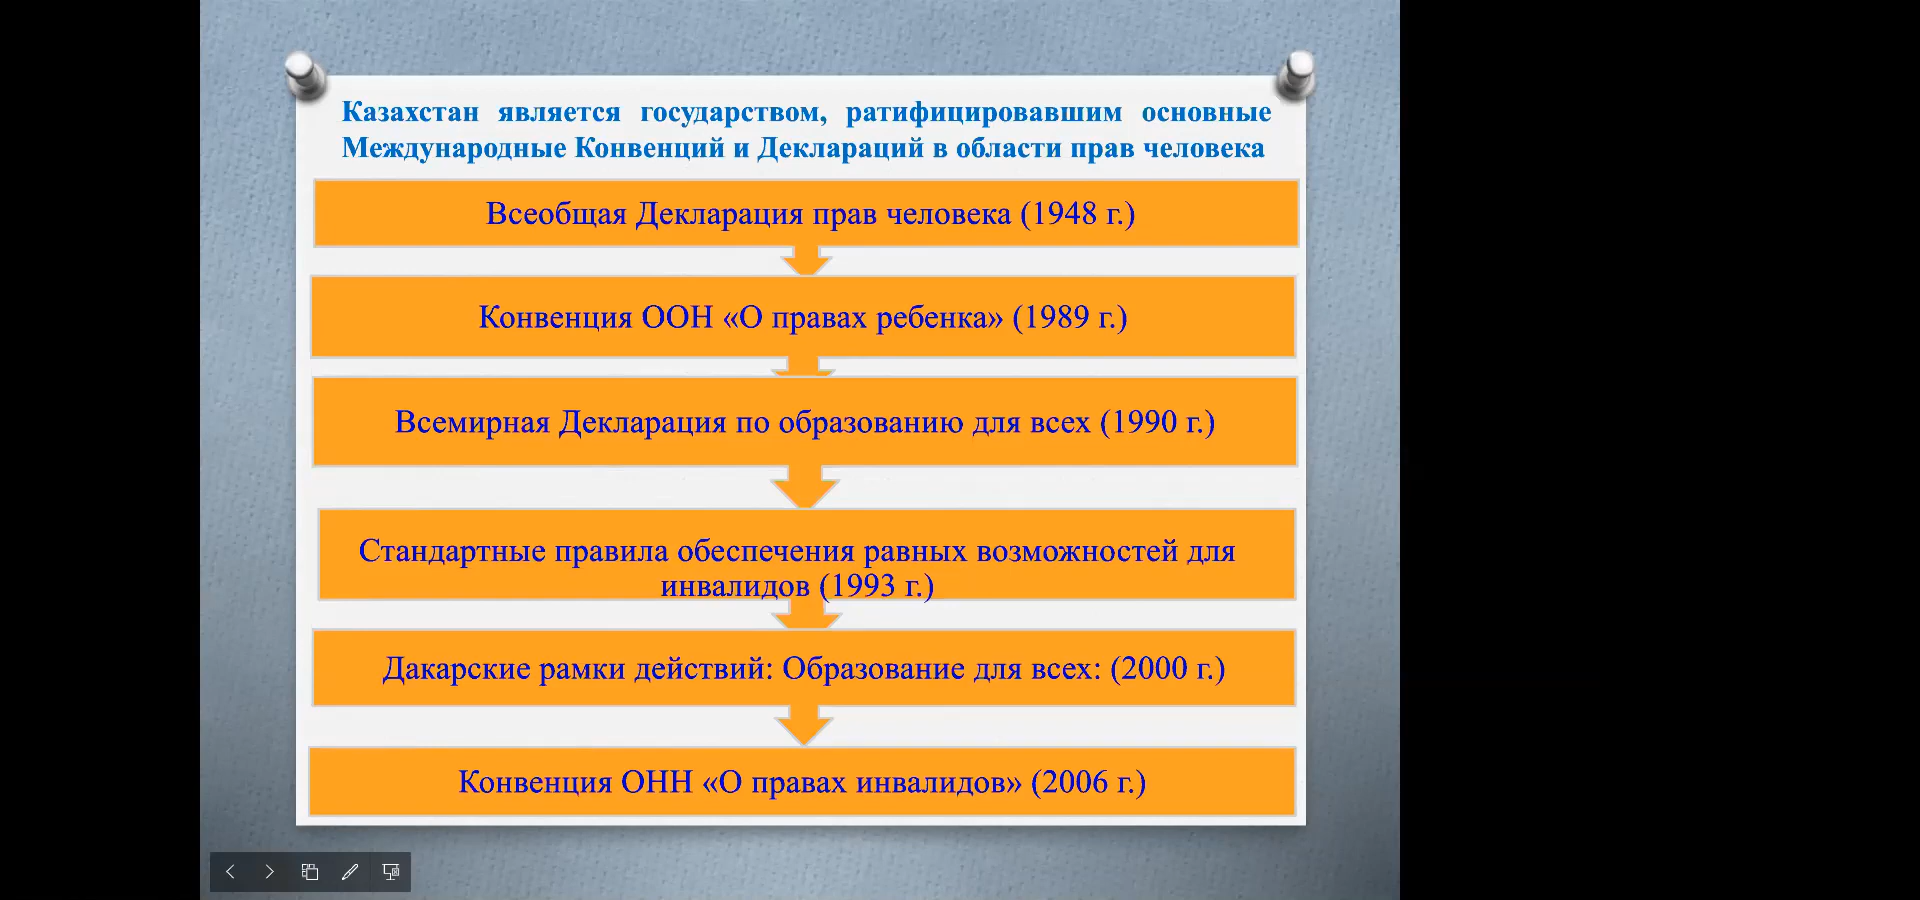 Казахстан является государством, ратифицировавшим основные
Международные Конвенций и Деклараций в области прав человека
Всеобщая Декларация прав человека (1948 г.)
Конвенция ООН «О правах ребенка» (1989 г.)
Всемирная Декларация по образованию для всех (1990 г.)
Стандартные правила обеспечения равных возможностей для
инвалидов (1993 г.)
Дакарские рамки действий: Образование для всех: (2000 г.)
Конвенция ОНН «О правах инвалидов» (2006 г.)